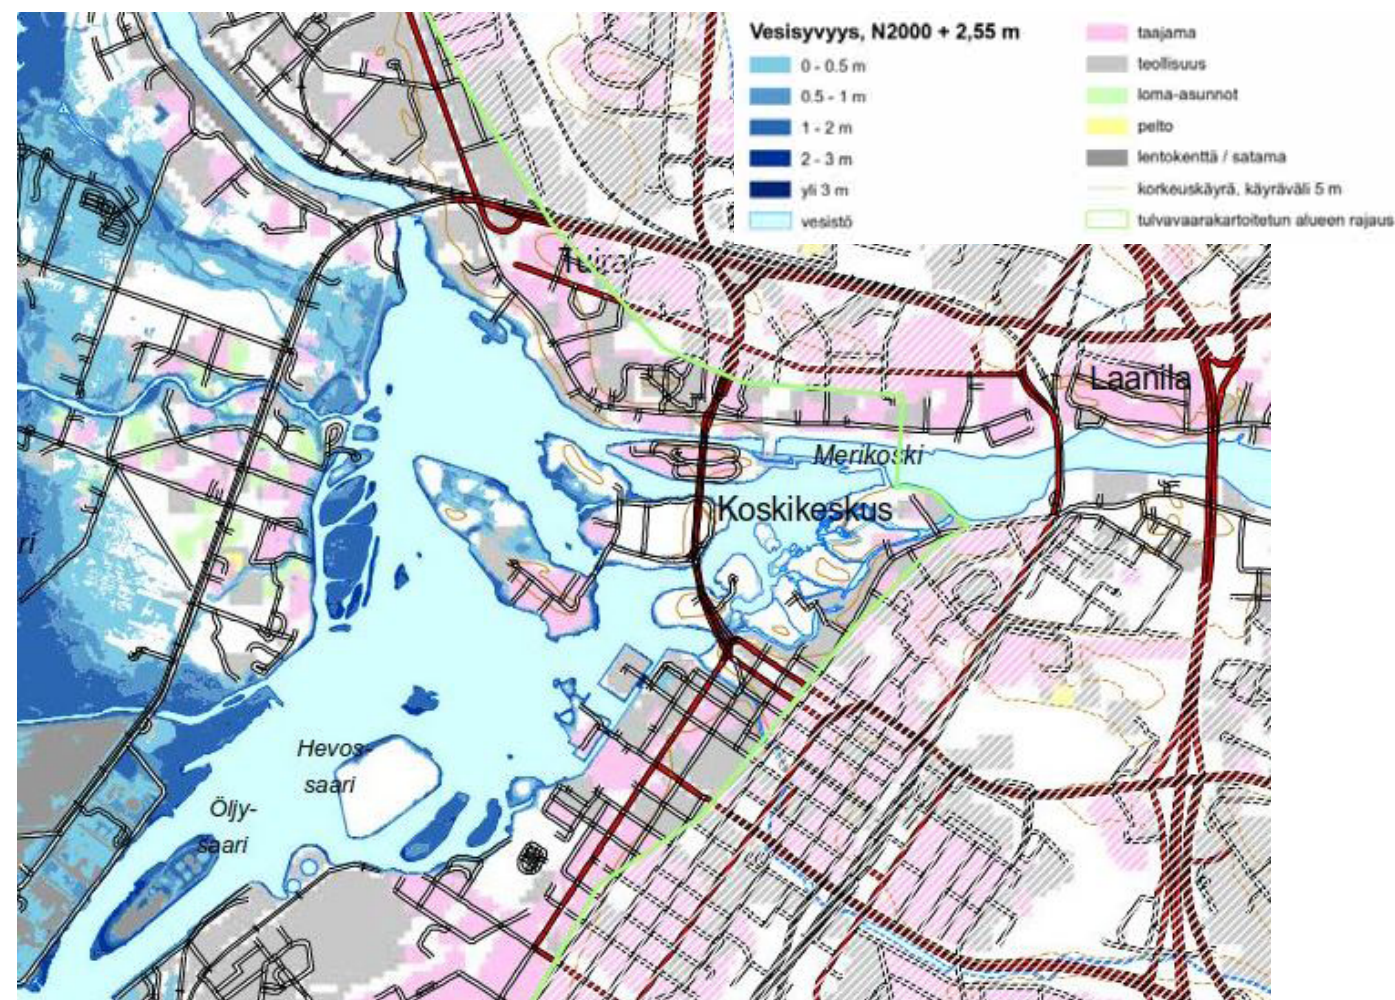 Vesisyvyys, N2000 + 2,55 m
0 - 0.5 m
0.5 - 1 m
1 - 2 m
2 - 3 m
yli 3 m
vesistö
taajama
teollisuus
loma-asunnot
pelto
lentokenttä / satama
korkeuskäyrä, käyräväli 5 m
tulvavaarakartoitetun alueen rajaus
Tuira
Laanila
Merikoski
Koskikeskus
ri
Hevos-
saari
Öljy-
saari